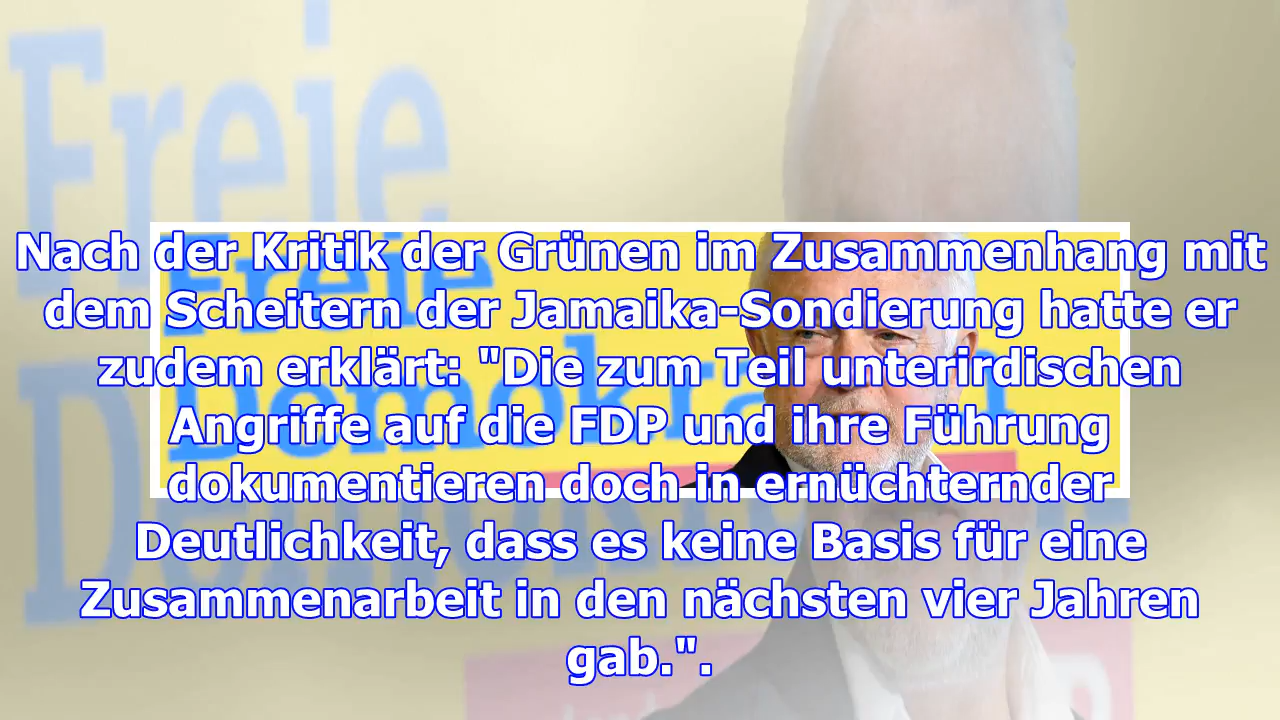 Nach der Kritik der Grünen im Zusammenhang mit
dem Scheitern der Jamaika-Sondierung hatte er
zudem erklärt: "Die zum Teil unterirdischen
Angriffe auf die FDP und ihre Führung
dokumentieren doch in ernüchternder
Deutlichkeit, dass es keine Basis für eine
Zusammenarbeit in den nächsten vier Jahren
gab.".
Freie
Freie